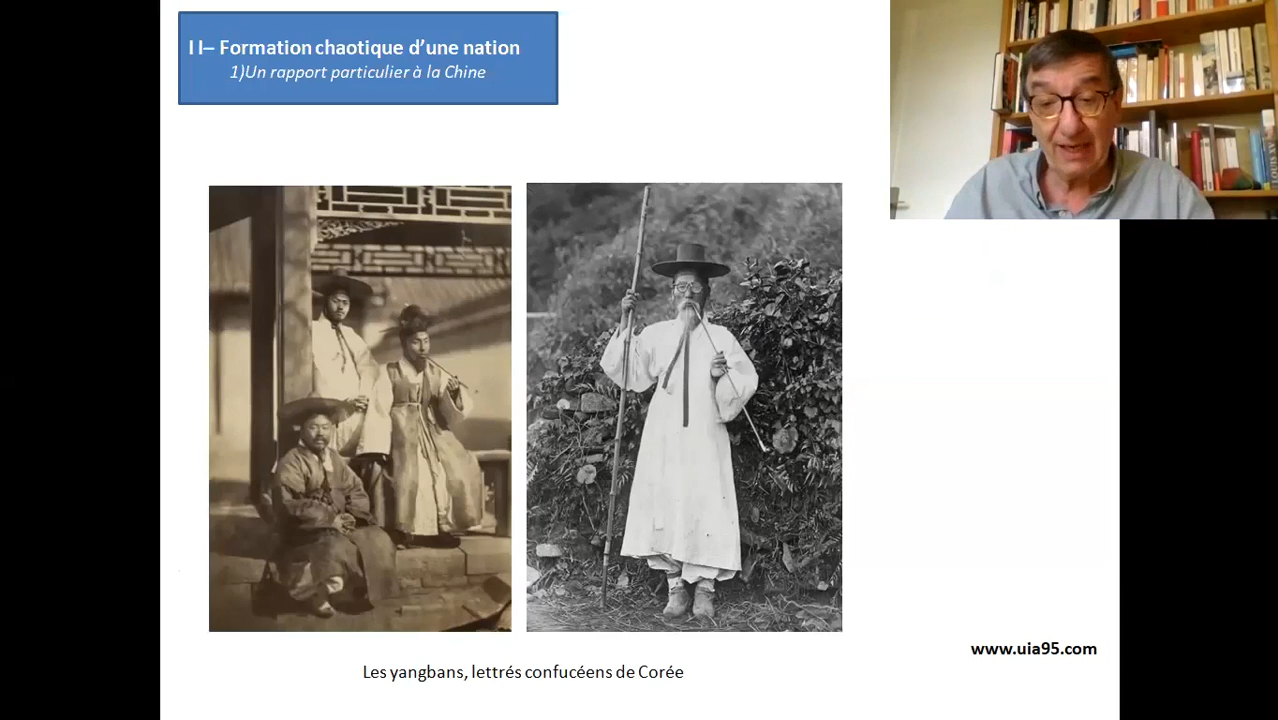 I I– Formation chaotique d’une nation
1)Un rapport particulier à la Chine
www.uia95.com
Les yangbans, lettrés confucéens de Corée